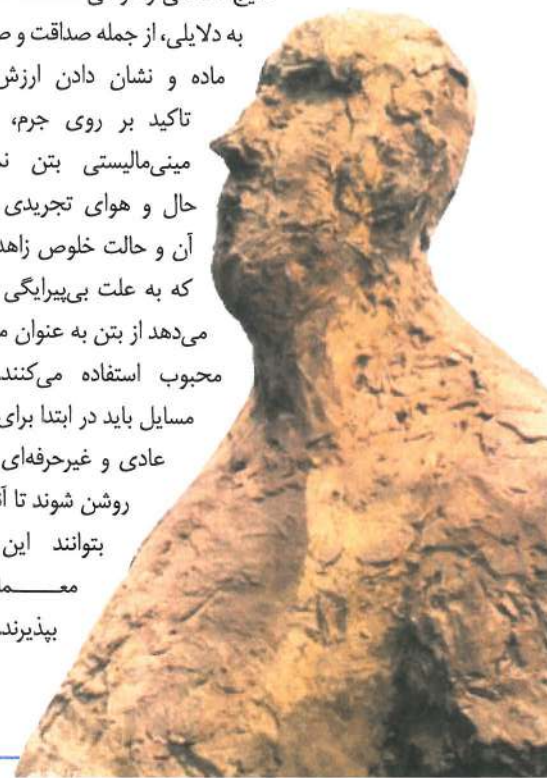 به دلایلی، از جمله صداقت و
ماده و نشان دادن ارزش
تاکید بر روی جرم،
مینی‌مالیستی بتن
حال و هوای تجریدی
آن و حالت خلوص
که به علت بی‌پیرایگی
می‌دهد از بتن به عنوان
محبوب استفاده می‌کنند.
مسایل باید در ابتدا برای
عادی و غیرحرفه‌ای
روشن شوند تا
بتوانند این
بپذیرند.